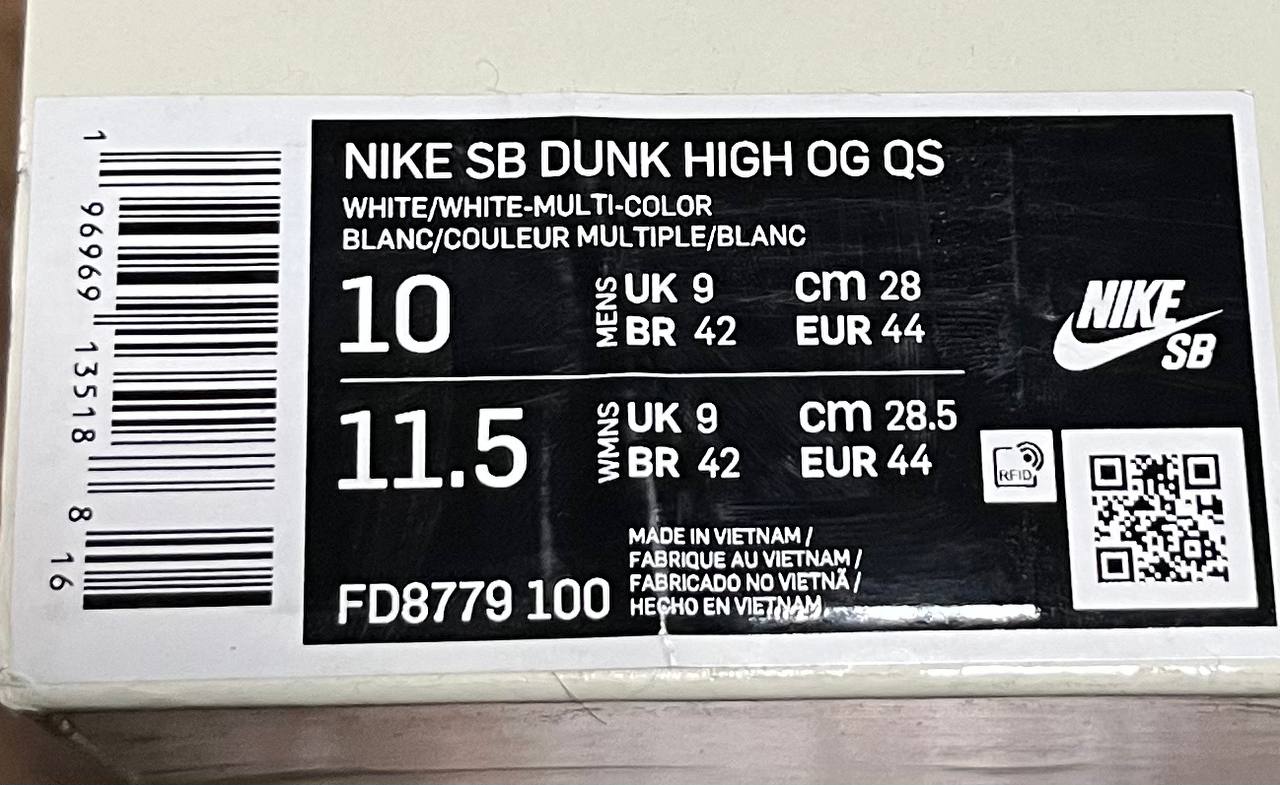 1 96969 13518 8 16
NIKE SB DUNK HIGH OG QS
WHITE/WHITE-MULTI-COLOR
BLANC/COULEUR MULTIPLE/BLANC
10 MENS UK 9 cm 28
BR 42 EUR 44
11.5 WMNS UK 9 cm 28.5
BR 42 EUR 44
NIKE
SB
RFID
MADE IN VIETNAM /
FABRIQUE AU VIETNAM /
FABRICADO NO VIETNÃ /
HECHO EN VIETNAM
FD8779 100